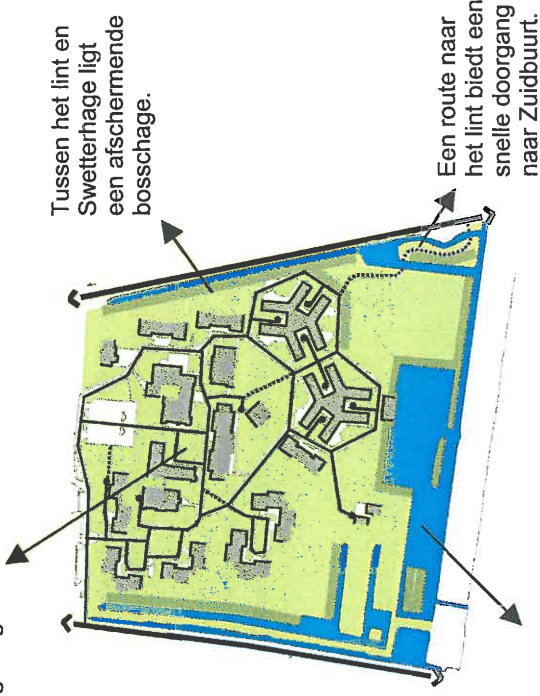 Tussen het lint en
Swetterhage ligt
een afschermende
bosschage.
Een route naar
het lint biedt een
snelle doorgang
naar Zuidbuurt.